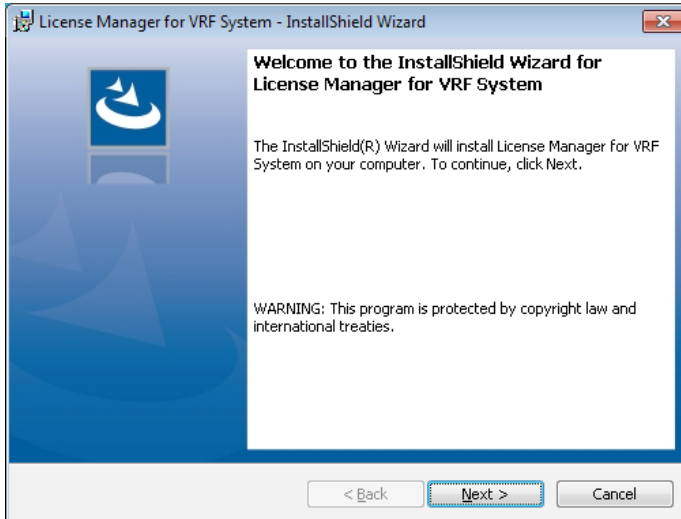 License Manager for VRF System - InstallShield Wizard
Welcome to the InstallShield Wizard for
License Manager for VRF System
The InstallShield(R) Wizard will install License Manager for VRF
System on your computer. To continue, click Next.
WARNING: This program is protected by copyright law and
international treaties.
< Back Next > Cancel